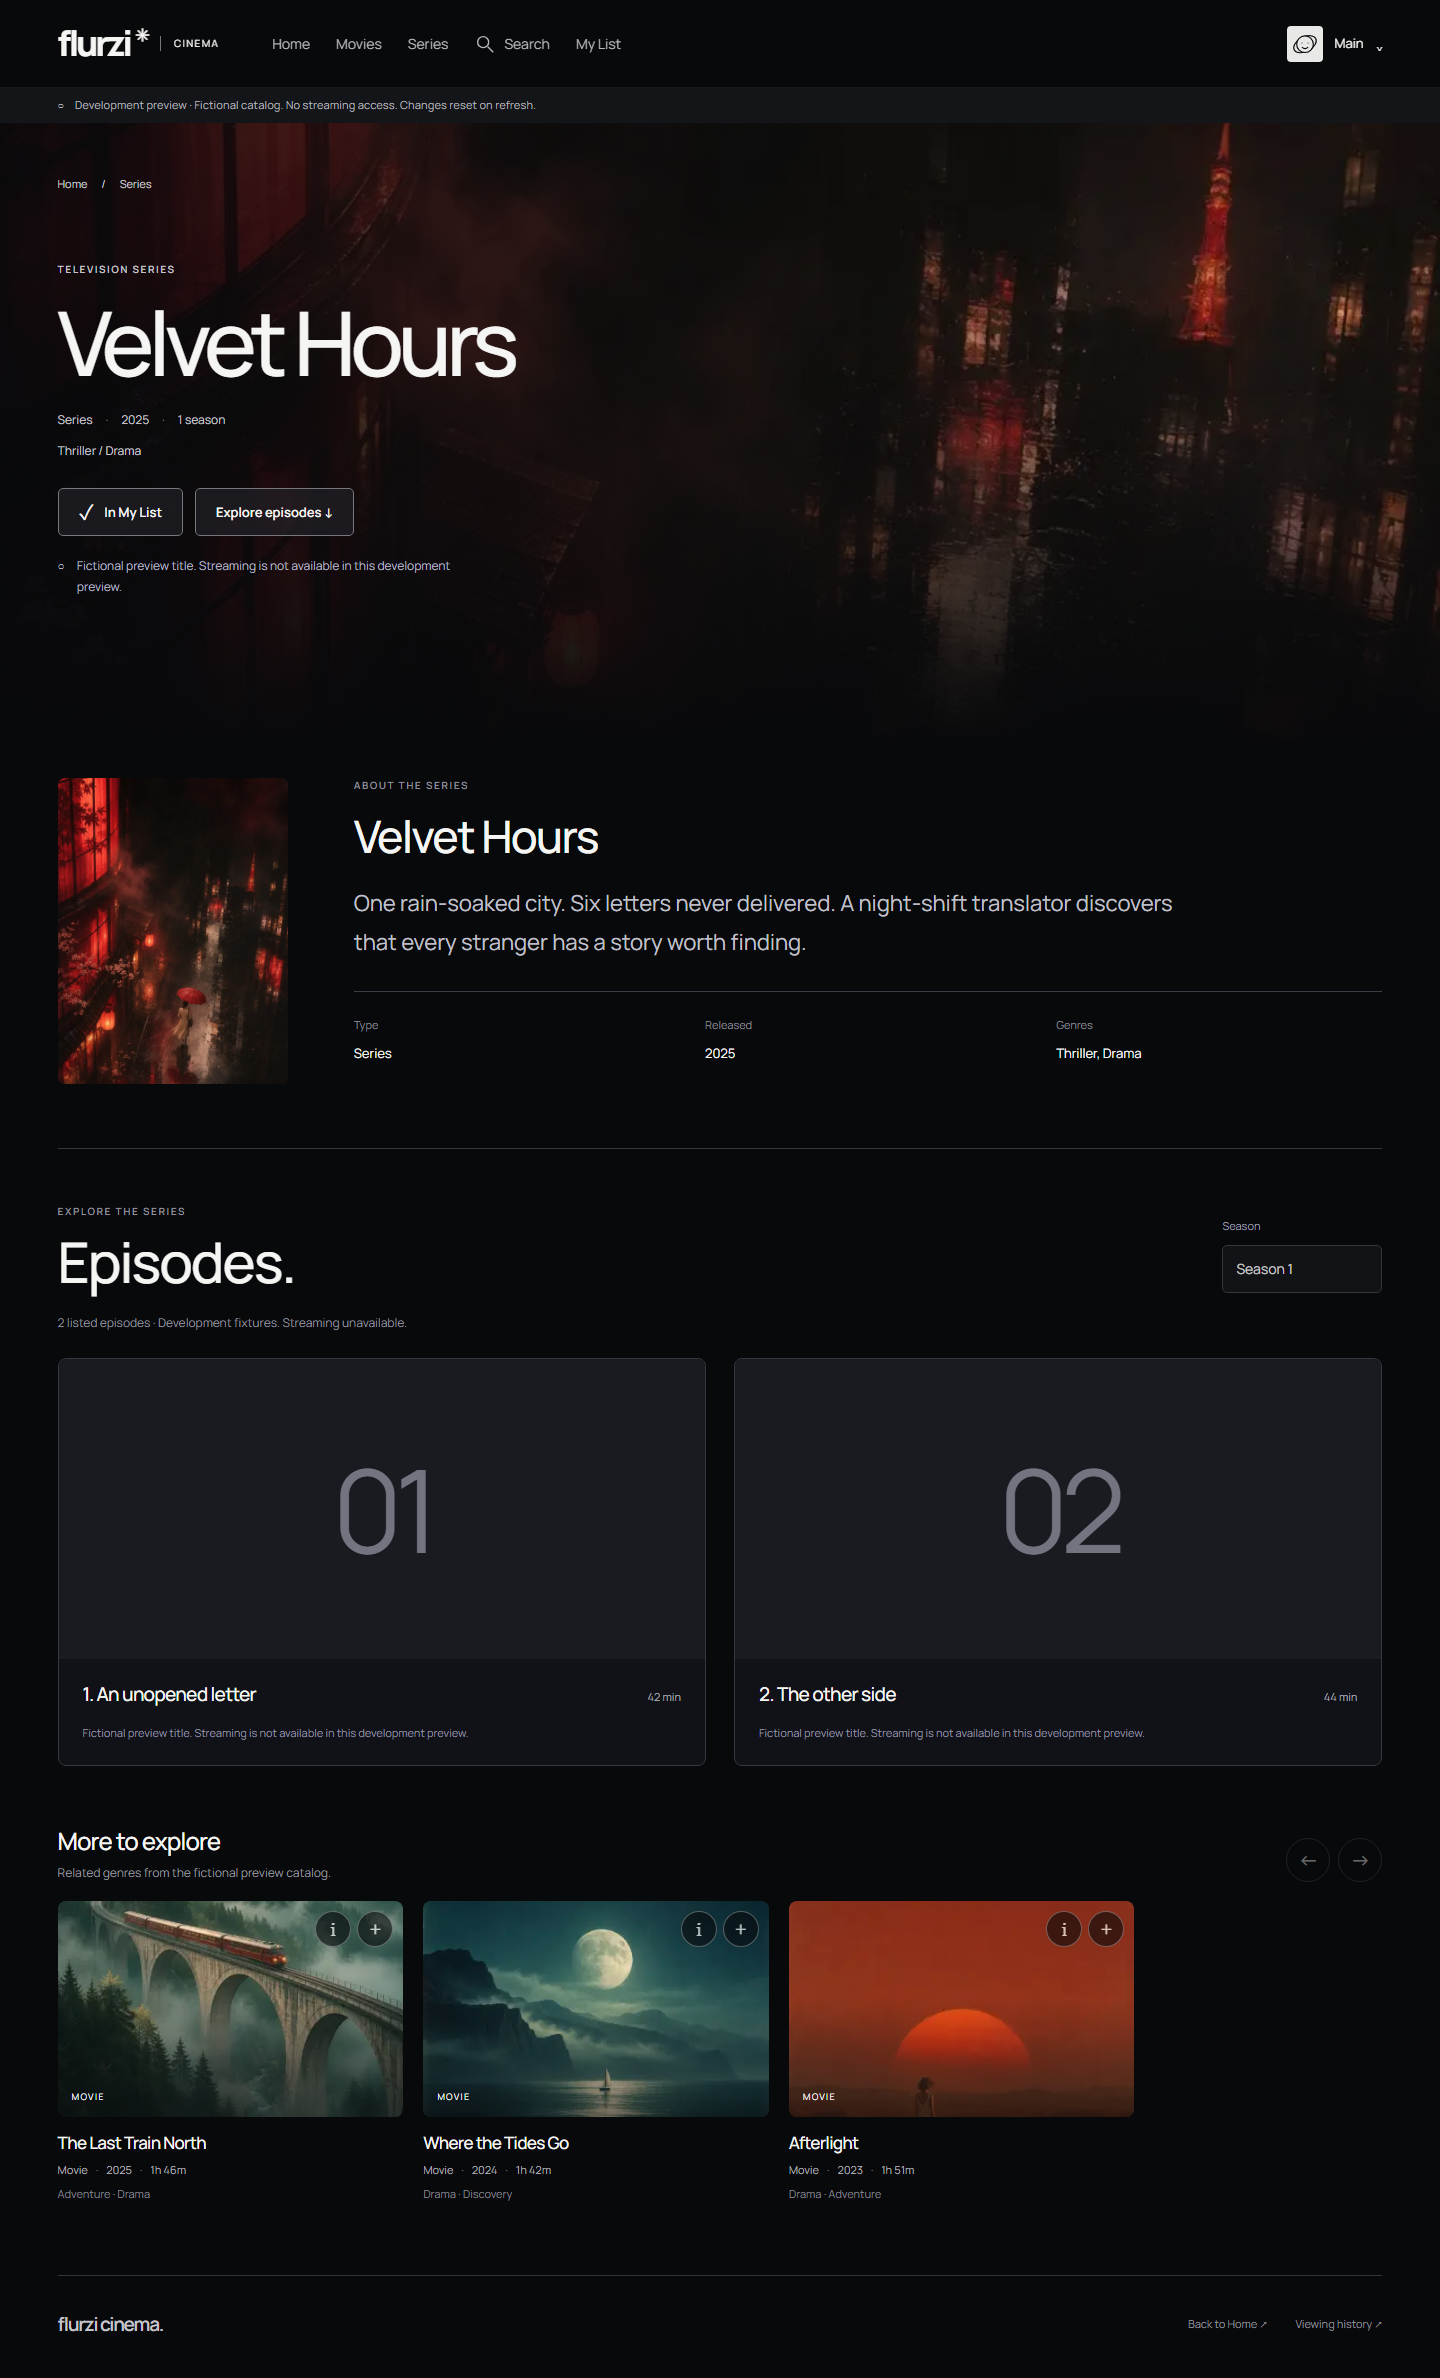 flurzi* | CINEMA
Home Movies Series Search My List
Main
Development preview · Fictional catalog. No streaming access. Changes reset on refresh.
Home / Series
TELEVISION SERIES
Velvet Hours
Series · 2025 · 1 season
Thriller / Drama
✓ In My List
Explore episodes ↓
Fictional preview title. Streaming is not available in this development
preview.
ABOUT THE SERIES
Velvet Hours
One rain-soaked city. Six letters never delivered. A night-shift translator discovers
that every stranger has a story worth finding.
Type
Series
Released
2025
Genres
Thriller, Drama
EXPLORE THE SERIES
Episodes.
Season
Season 1
2 listed episodes · Development fixtures. Streaming unavailable.
01
1. An unopened letter
42 min
Fictional preview title. Streaming is not available in this development preview.
02
2. The other side
44 min
Fictional preview title. Streaming is not available in this development preview.
More to explore
Related genres from the fictional preview catalog.
← →
i +
MOVIE
The Last Train North
Movie · 2025 · 1h 46m
Adventure · Drama
i +
MOVIE
Where the Tides Go
Movie · 2024 · 1h 42m
Drama · Discovery
i +
MOVIE
Afterlight
Movie · 2023 · 1h 51m
Drama · Adventure
flurzi cinema.
Back to Home ↗
Viewing history ↗